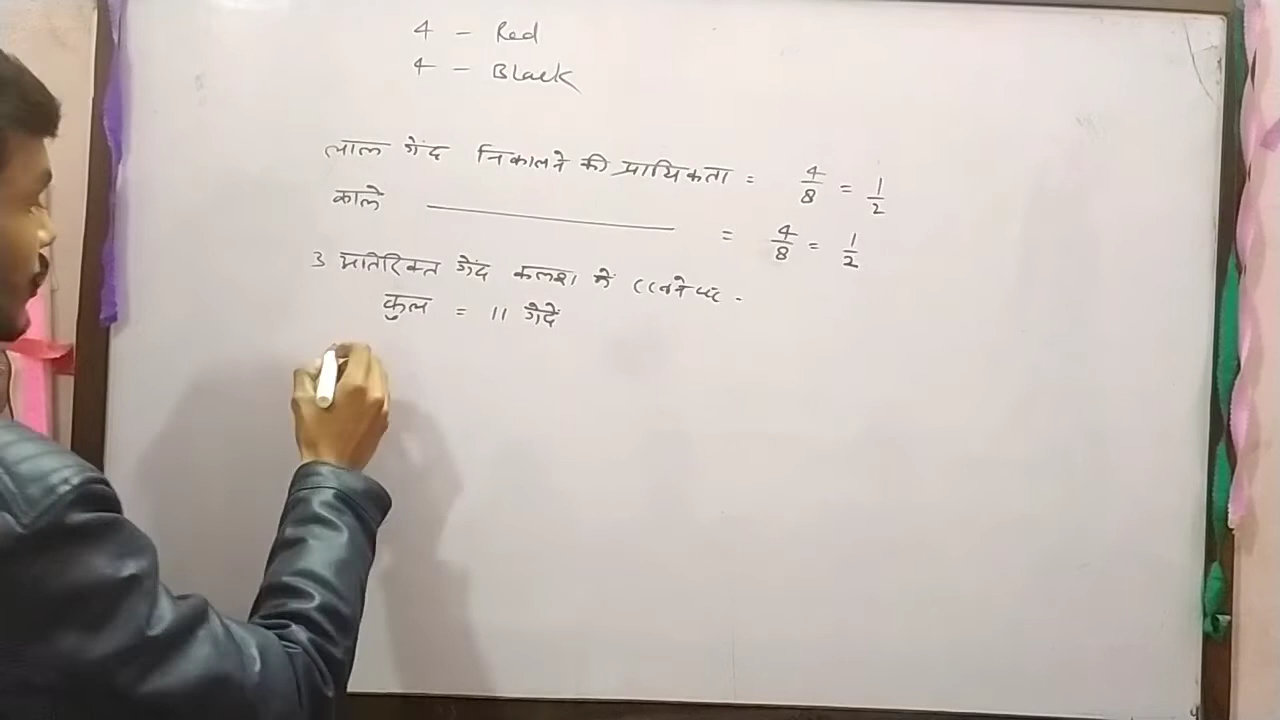 4 - Red
4 - Black
लाल गेंद निकालने की प्रायिकता = 4/8 = 1/2
काले ———— = 4/8 = 1/2
3 अतिरिक्त गेंद कलश में -
कुल = 11 गेंदें